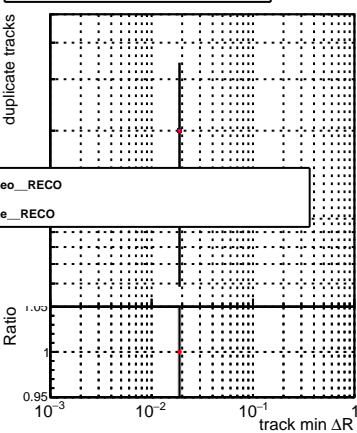 duplicate tracks
eo__RECO
e__RECO
1.05
Ratio
1
0.95
10⁻³ 10⁻² 10⁻¹ 1
track min ΔR